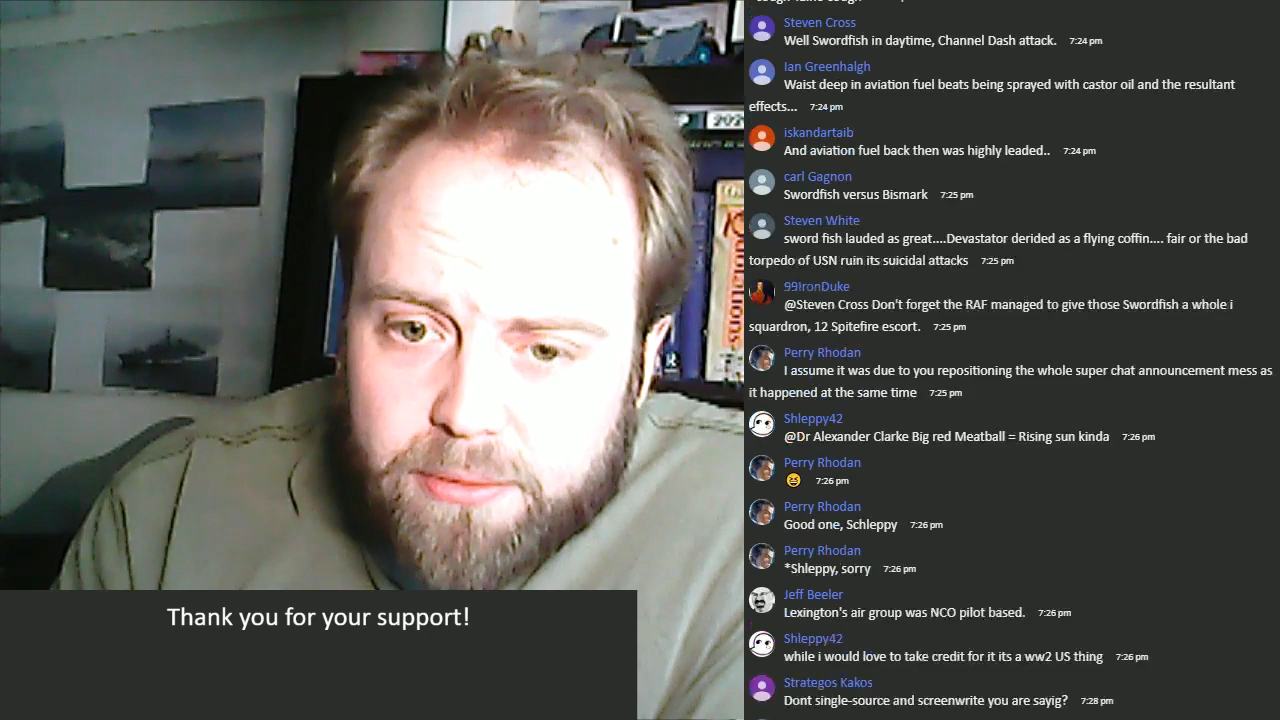 Steven Cross
Well Swordfish in daytime, Channel Dash attack. 7:24 pm
Ian Greenhalgh
Waist deep in aviation fuel beats being sprayed with castor oil and the resultant
effects... 7:24 pm
iskandartaib
And aviation fuel back then was highly leaded.. 7:24 pm
carl Gagnon
Swordfish versus Bismark 7:25 pm
Steven White
sword fish lauded as great....Devastator derided as a flying coffin.... fair or the bad
torpedo of USN ruin its suicidal attacks 7:25 pm
99IronDuke
@Steven Cross Don't forget the RAF managed to give those Swordfish a whole i
squardron, 12 Spitefire escort. 7:25 pm
Perry Rhodan
I assume it was due to you repositioning the whole super chat announcement mess as
it happened at the same time 7:25 pm
Shleppy42
@Dr Alexander Clarke Big red Meatball = Rising sun kinda 7:26 pm
Perry Rhodan
7:26 pm
Perry Rhodan
Good one, Schleppy 7:26 pm
Perry Rhodan
*Shleppy, sorry 7:26 pm
Jeff Beeler
Lexington's air group was NCO pilot based. 7:26 pm
Shleppy42
while i would love to take credit for it its a ww2 US thing 7:26 pm
Strategos Kakos
Dont single-source and screenwrite you are sayig? 7:28 pm
Thank you for your support!